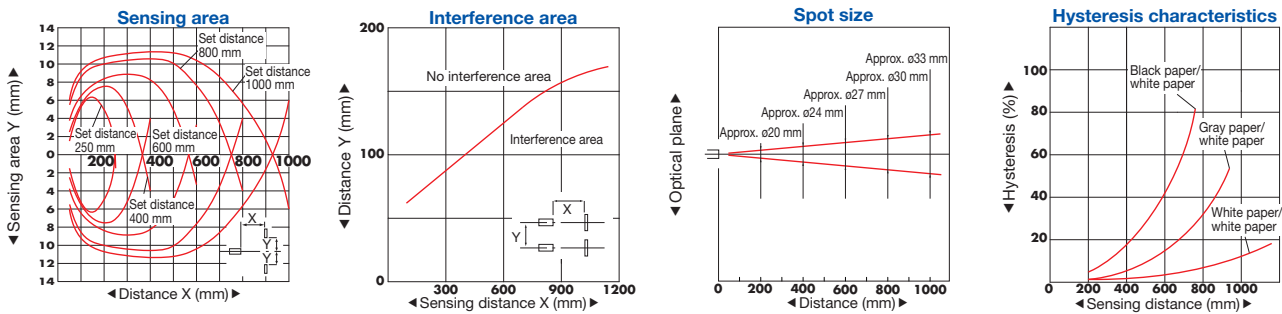 Sensing area
14
12
10
8
6
4
2
0
2
4
6
8
10
12
14
◄Sensing area Y (mm)►
200
400
600
800
1000
◄Distance X (mm)►
Set distance
800 mm
Set distance
1000 mm
Set distance
250 mm
Set distance
600 mm
Set distance
400 mm
X
Y
Y
Interference area
200
100
0
◄Distance Y (mm)►
300
600
900
1200
◄Sensing distance X (mm)►
No interference area
Interference area
X
Y
Spot size
◄Optical plane►
Approx. ø33 mm
Approx. ø30 mm
Approx. ø27 mm
Approx. ø24 mm
Approx. ø20 mm
0
200
400
600
800
1000
◄Distance (mm)►
Hysteresis characteristics
100
80
60
40
20
◄Hysteresis (%)►
Black paper/
white paper
Gray paper/
white paper
White paper/
white paper
0
200
400
600
800
1000
◄Sensing distance (mm)►